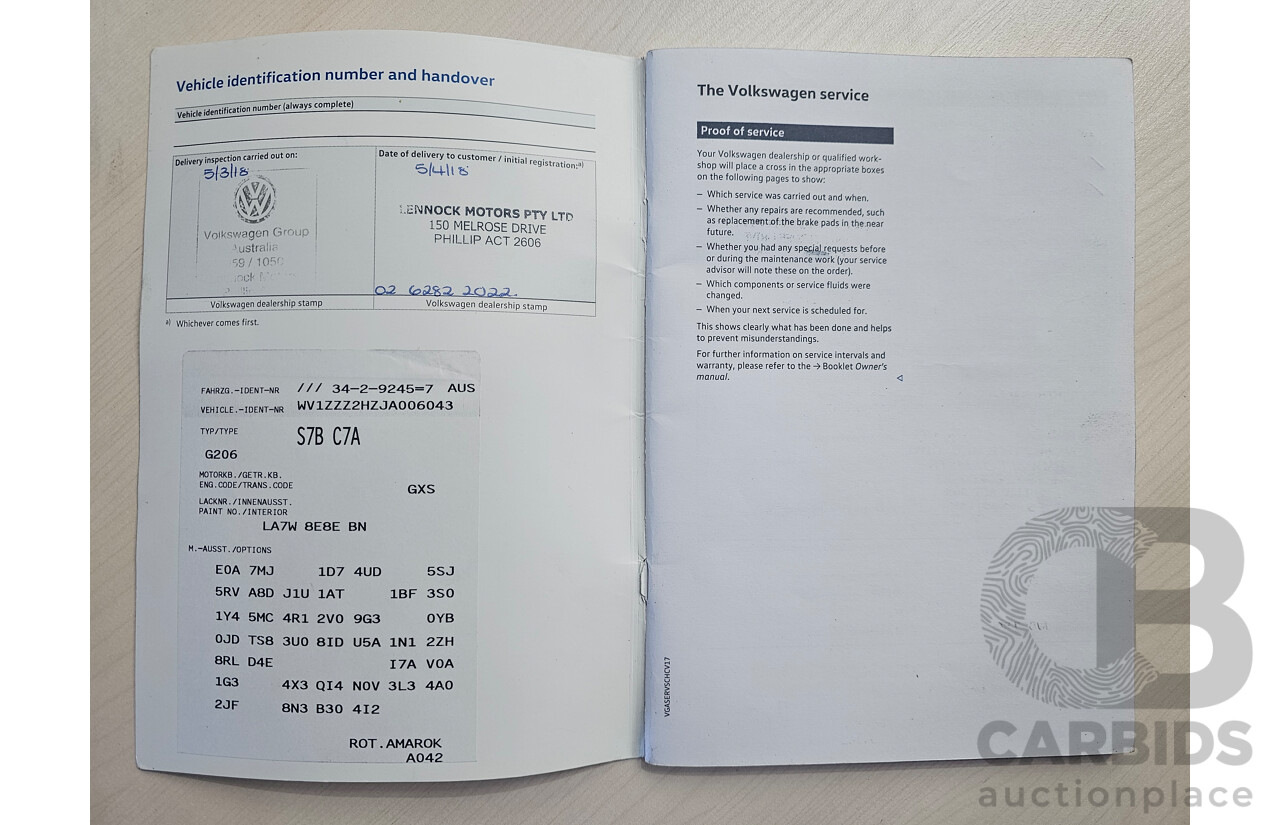 Vehicle identification number and handover
Vehicle identification number (always complete)
Delivery inspection carried out on:
5/3/18
Volkswagen Group
Australia
59 / 105
Volkswagen dealership stamp
Date of delivery to customer / initial registration:a)
5/4/18
LENNOCK MOTORS PTY LTD
150 MELROSE DRIVE
PHILLIP ACT 2606
02 6282 2022
Volkswagen dealership stamp
a) Whichever comes first.
FAHRZG.-IDENT-NR /// 34-2-9245=7 AUS
VEHICLE.-IDENT-NR WV1ZZZ2HZJA006043
TYP/TYPE S7B C7A
G206
MOTORKB./GETR.KB.
ENG.CODE/TRANS.CODE GXS
LACKNR./INNENAUSST.
PAINT NO./INTERIOR
LA7W 8E8E BN
M.-AUSST./OPTIONS
E0A 7MJ 1D7 4UD 5SJ
5RV A8D J1U 1AT 1BF 3S0
1Y4 5MC 4R1 2V0 9G3 0YB
0JD TS8 3U0 8ID U5A 1N1 2ZH
8RL D4E I7A V0A
1G3 4X3 QI4 N0V 3L3 4A0
2JF 8N3 B30 4I2
ROT.AMAROK
A042
The Volkswagen service
Proof of service
Your Volkswagen dealership or qualified work-
shop will place a cross in the appropriate boxes
on the following pages to show:
– Which service was carried out and when.
– Whether any repairs are recommended, such
as replacement of the brake pads in the near
future.
– Whether you had any special requests before
or during the maintenance work (your service
advisor will note these on the order).
– Which components or service fluids were
changed.
– When your next service is scheduled for.
This shows clearly what has been done and helps
to prevent misunderstandings.
For further information on service intervals and
warranty, please refer to the → Booklet Owner's
manual.
VGASERVSCHCV17
CARBIDS
auctionplace